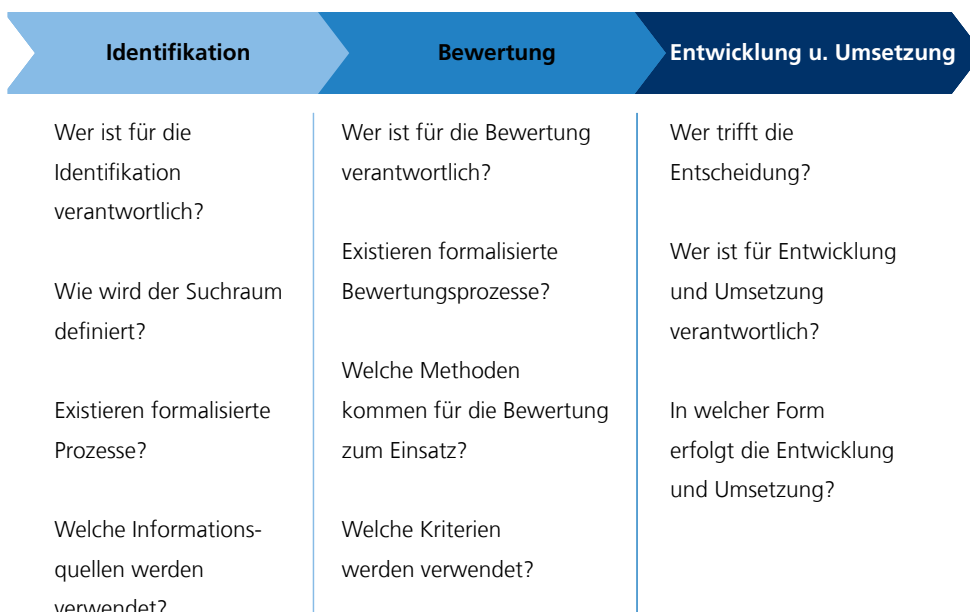 Identifikation
Bewertung
Entwicklung u. Umsetzung
Wer ist für die
Identifikation
verantwortlich?
Wie wird der Suchraum
definiert?
Existieren formalisierte
Prozesse?
Welche Informations-
quellen werden
verwendet?
Wer ist für die Bewertung
verantwortlich?
Existieren formalisierte
Bewertungsprozesse?
Welche Methoden
kommen für die Bewertung
zum Einsatz?
Welche Kriterien
werden verwendet?
Wer trifft die
Entscheidung?
Wer ist für Entwicklung
und Umsetzung
verantwortlich?
In welcher Form
erfolgt die Entwicklung
und Umsetzung?